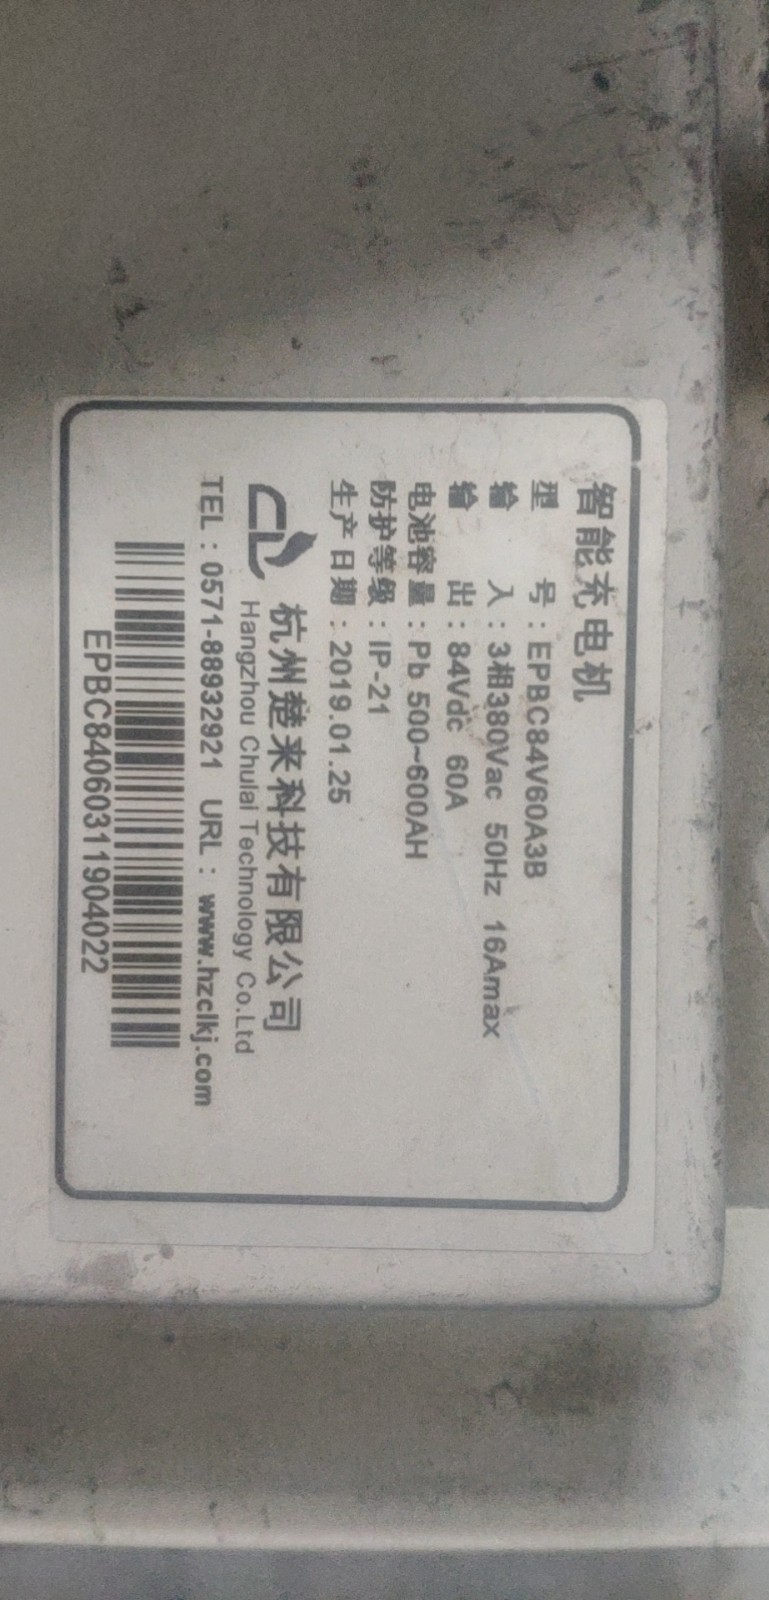 智能充电机
型 号：EPBC84V60A3B
输 入：3相380Vac 50Hz 16Amax
输 出：84Vdc 60A
电池容量：Pb 500~600AH
防护等级：IP-21
生产日期：2019.01.25
杭州楚来科技有限公司
Hangzhou Chulai Technology Co.Ltd
TEL：0571-88932921 URL：www.hzclkj.com
EPBC84060311904022